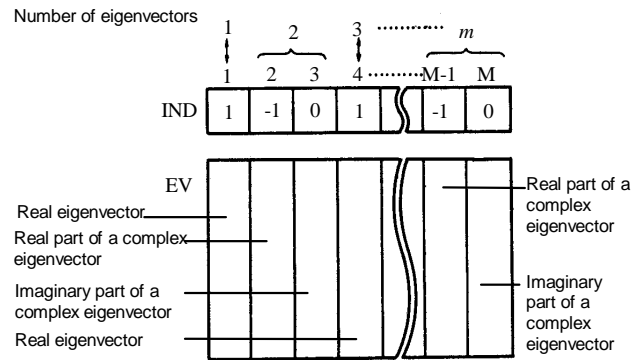 Number of eigenvectors
1 2 3 ............ m
1 2 3 4 ............ M-1 M
IND 1 -1 0 1 -1 0
EV
Real eigenvector
Real part of a complex
eigenvector
Imaginary part of a
complex eigenvector
Real eigenvector
Real part of a
complex
eigenvector
Imaginary
part of a
complex
eigenvector